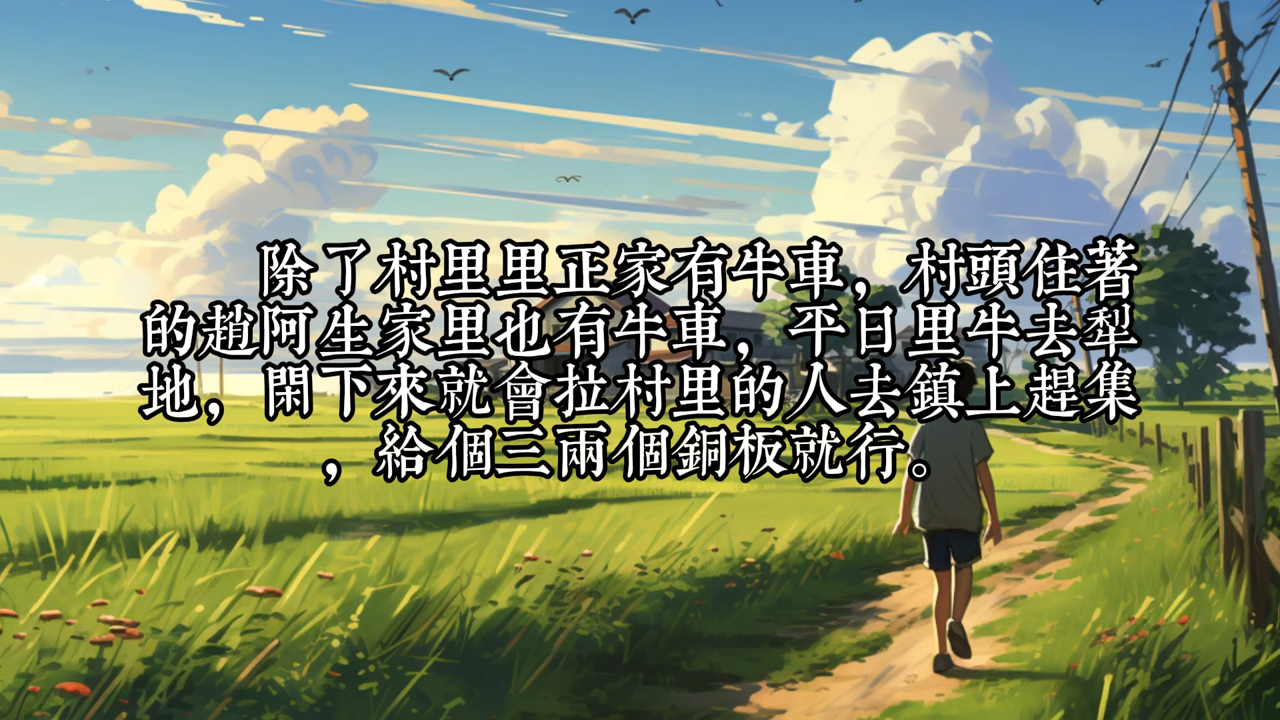 除了村里里正家有牛車，村頭住著
的趙阿生家里也有牛車，平日里牛去犁
地，閑下來就會拉村里的人去鎮上趕集
，給個三兩個銅板就行。